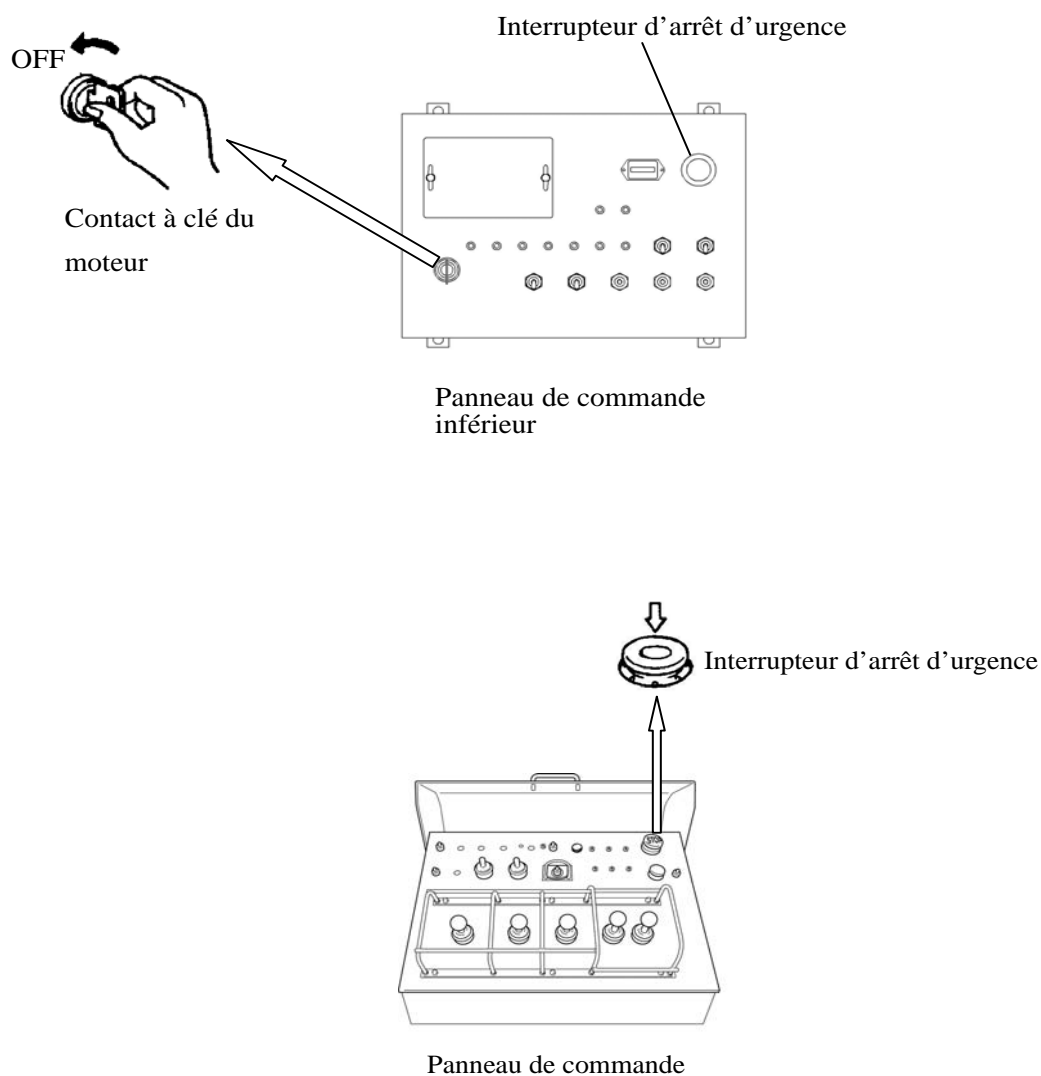 Interrupteur d’arrêt d’urgence
OFF
Contact à clé du
moteur
Panneau de commande
inférieur
Interrupteur d’arrêt d’urgence
Panneau de commande